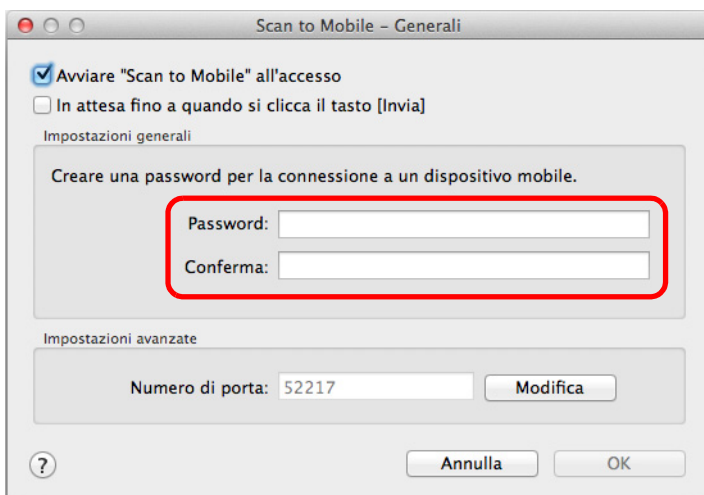 Scan to Mobile – Generali
Avviare "Scan to Mobile" all'accesso
In attesa fino a quando si clicca il tasto [Invia]
Impostazioni generali
Creare una password per la connessione a un dispositivo mobile.
Password:
Conferma:
Impostazioni avanzate
Numero di porta: 52217 Modifica
? Annulla OK